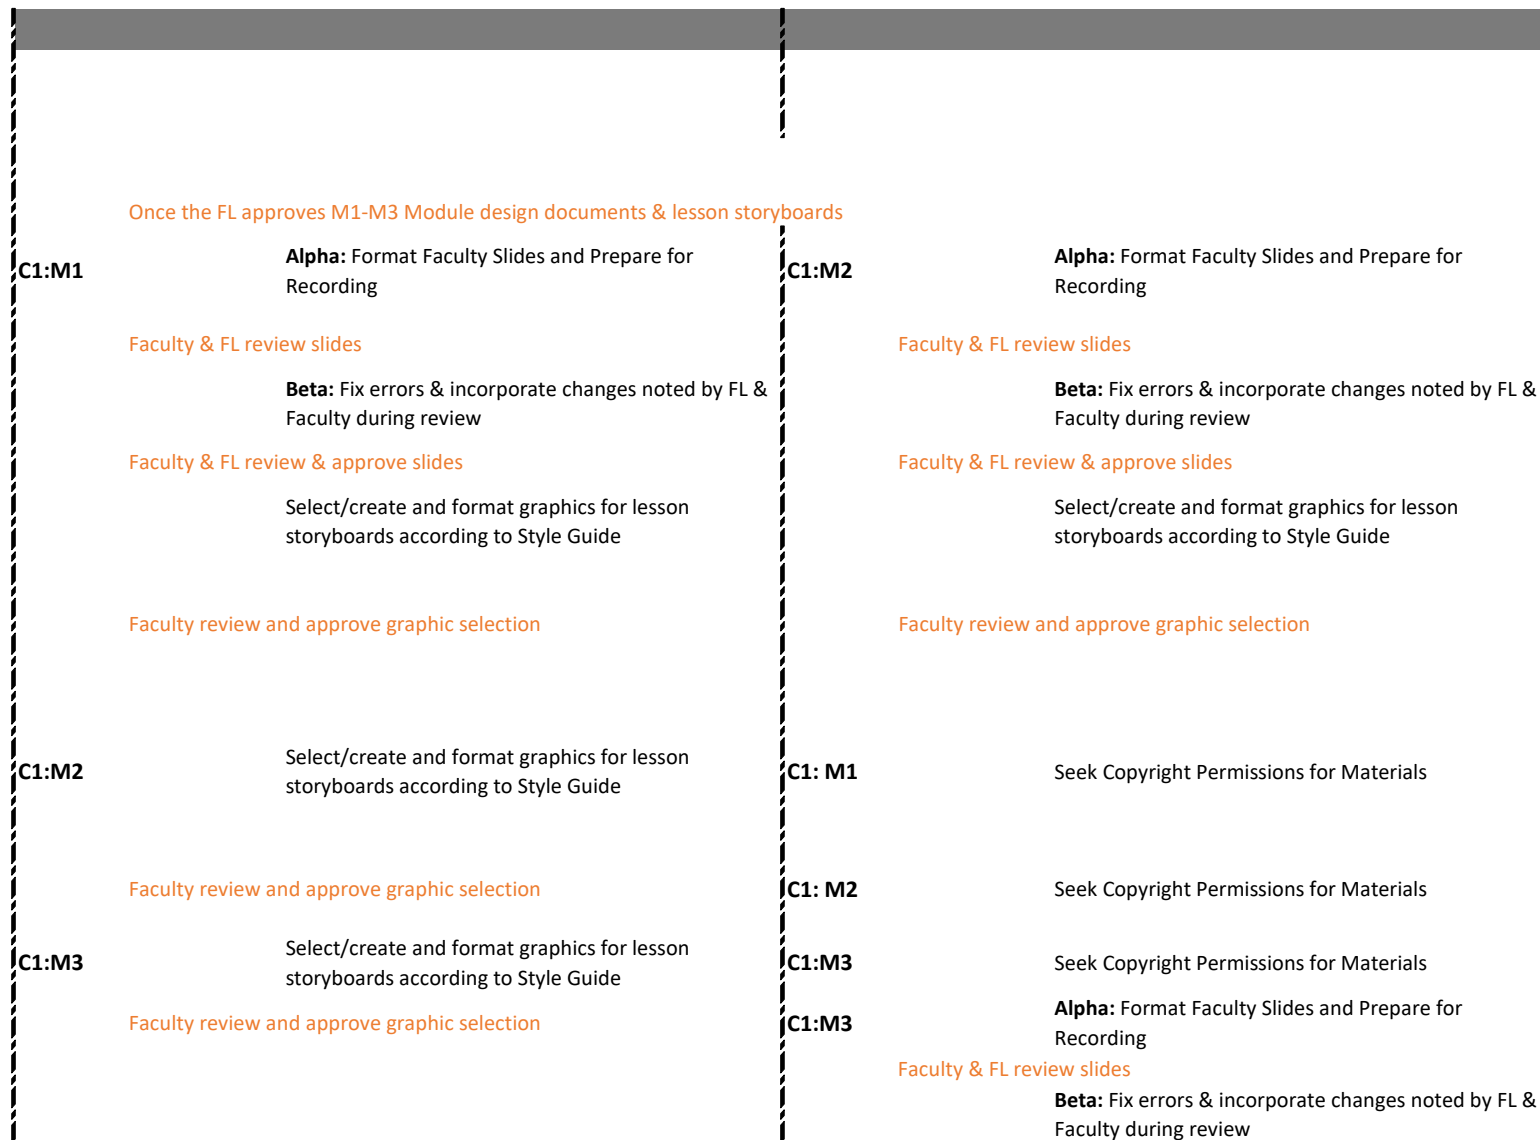 Once the FL approves M1-M3 Module design documents & lesson storyboards
C1:M1
Alpha: Format Faculty Slides and Prepare for
Recording
Faculty & FL review slides
Beta: Fix errors & incorporate changes noted by FL &
Faculty during review
Faculty & FL review & approve slides
Select/create and format graphics for lesson
storyboards according to Style Guide
Faculty review and approve graphic selection
C1:M2
Select/create and format graphics for lesson
storyboards according to Style Guide
Faculty review and approve graphic selection
C1:M3
Select/create and format graphics for lesson
storyboards according to Style Guide
Faculty review and approve graphic selection
C1:M2
Alpha: Format Faculty Slides and Prepare for
Recording
Faculty & FL review slides
Beta: Fix errors & incorporate changes noted by FL &
Faculty during review
Faculty & FL review & approve slides
Select/create and format graphics for lesson
storyboards according to Style Guide
Faculty review and approve graphic selection
C1: M1
Seek Copyright Permissions for Materials
C1: M2
Seek Copyright Permissions for Materials
C1:M3
Seek Copyright Permissions for Materials
C1:M3
Alpha: Format Faculty Slides and Prepare for
Recording
Faculty & FL review slides
Beta: Fix errors & incorporate changes noted by FL &
Faculty during review